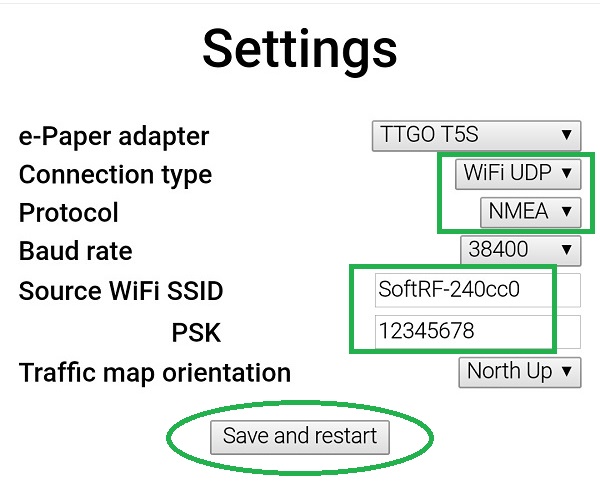 Settings
e-Paper adapter TTGO T5S
Connection type WiFi UDP
Protocol NMEA
Baud rate 38400
Source WiFi SSID SoftRF-240cc0
PSK 12345678
Traffic map orientation North Up
Save and restart